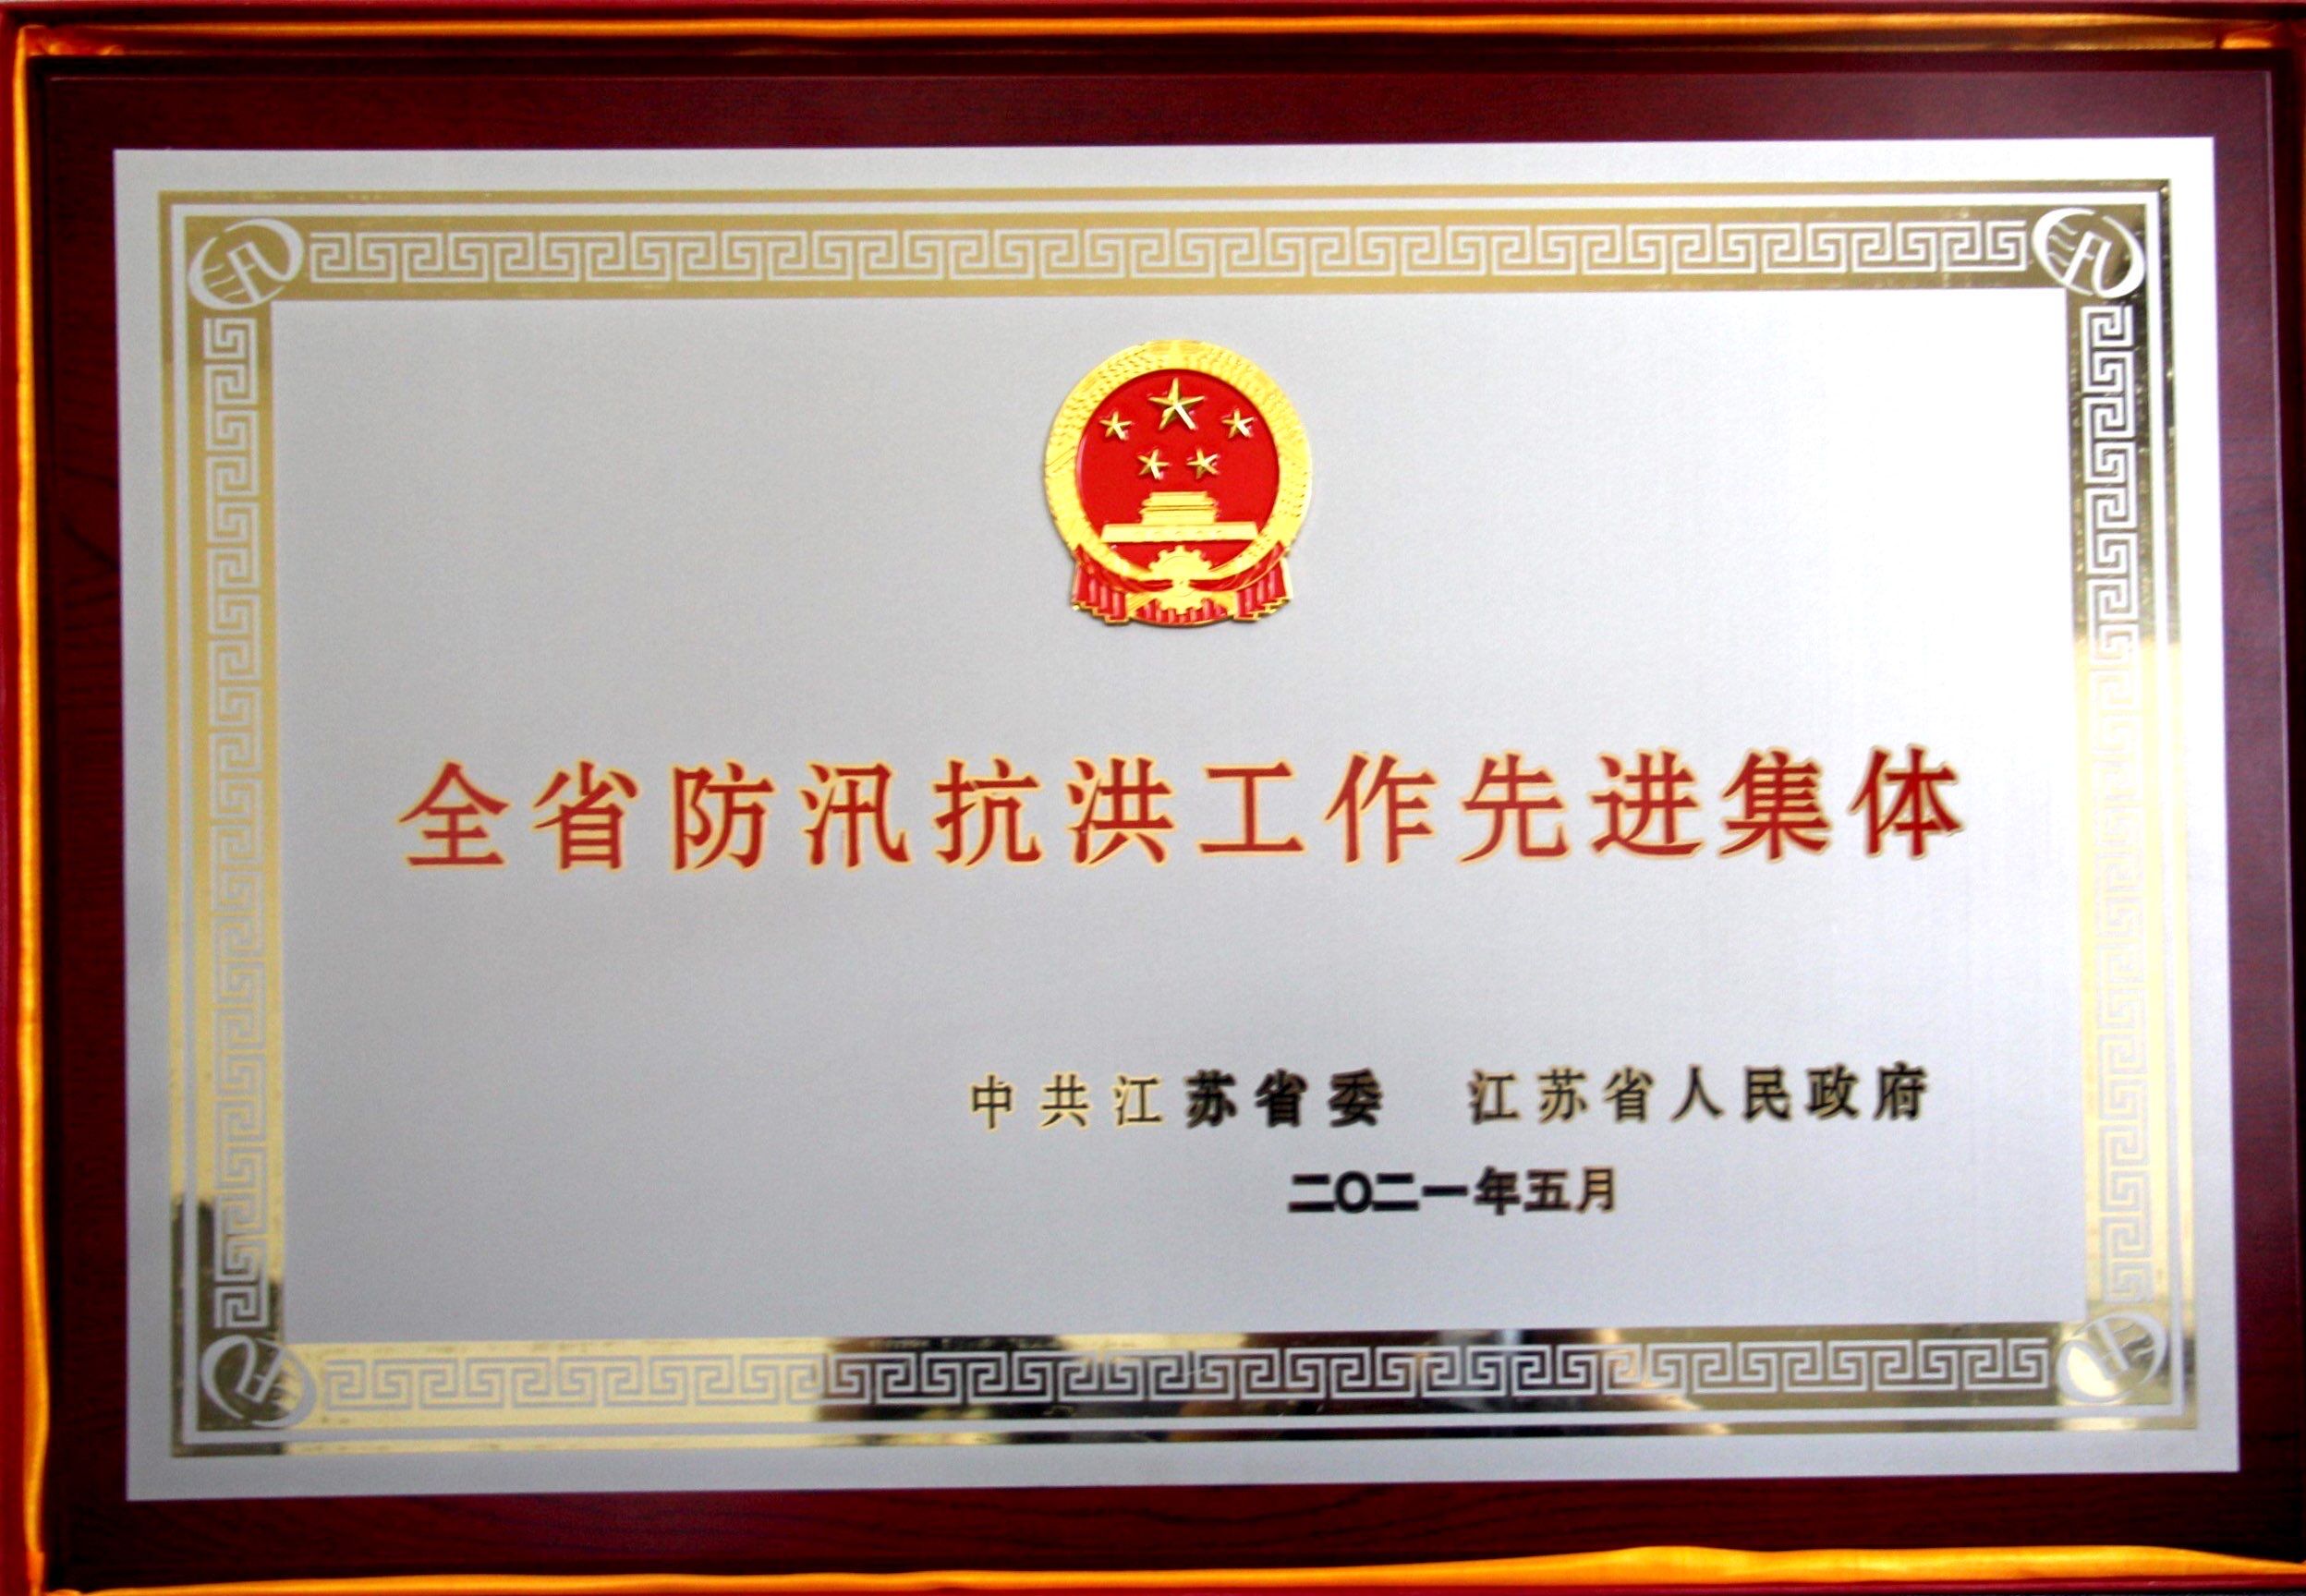 全省防汛抗洪工作先进集体
中共江苏省委 江苏省人民政府
二〇二一年五月